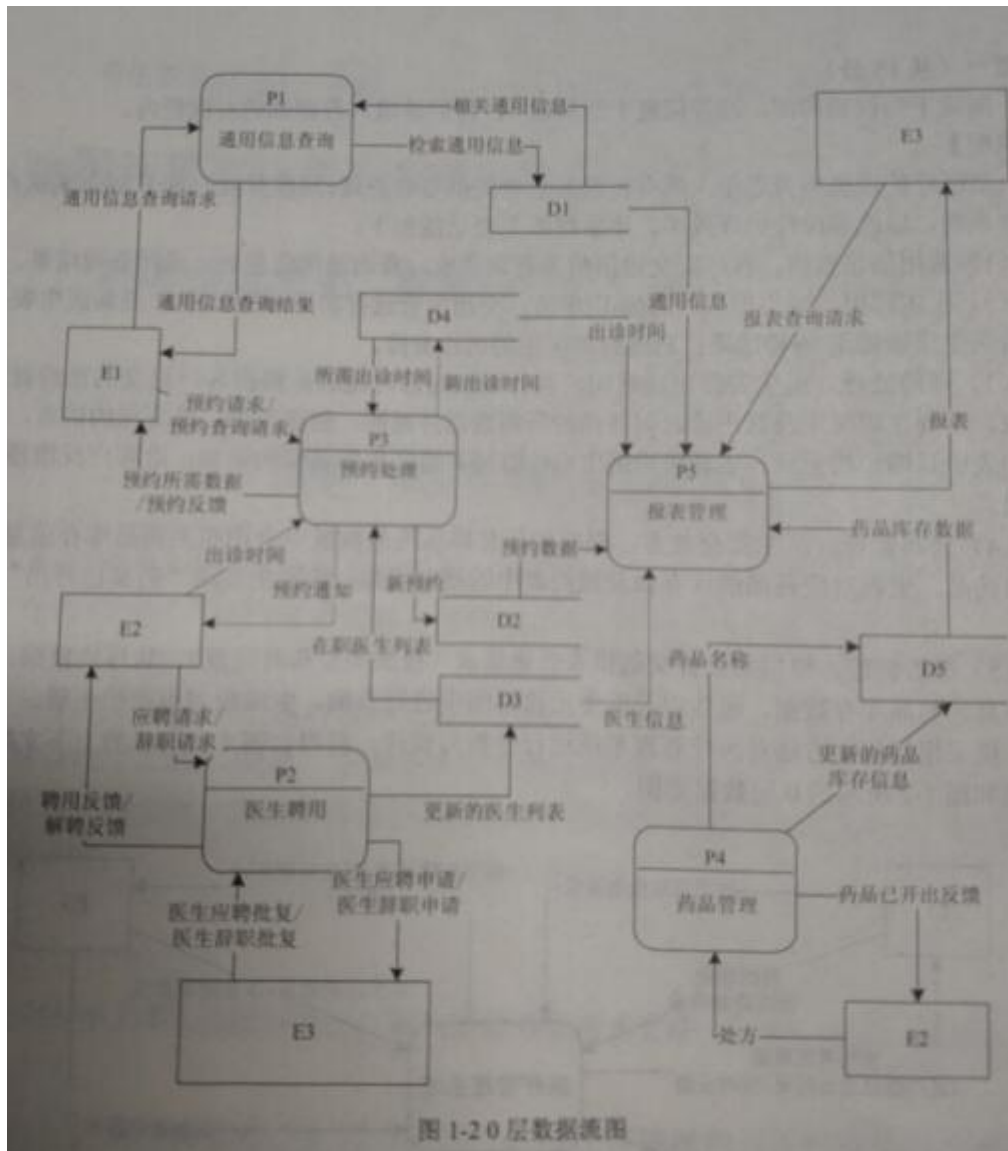 P1
通用信息查询
相关通用信息
检索通用信息
E3
通用信息查询请求
D1
通用信息查询结果
D4
通用信息
出诊时间
报表查询请求
E1
所需出诊时间
新出诊时间
预约请求/
预约查询请求
P3
预约处理
报表
P5
报表管理
预约所需数据
/预约反馈
药品库存数据
出诊时间
预约数据
预约通知
新预约
E2
D2
在职医生列表
药品名称
D5
D3
医生信息
应聘请求/
辞职请求
更新的药品
库存信息
P2
医生聘用
聘用反馈/
解聘反馈
更新的医生列表
P4
药品管理
医生应聘申请/
医生辞职申请
药品已开出反馈
医生应聘批复/
医生辞职批复
E3
处方
E2
图 1-2 0 层数据流图